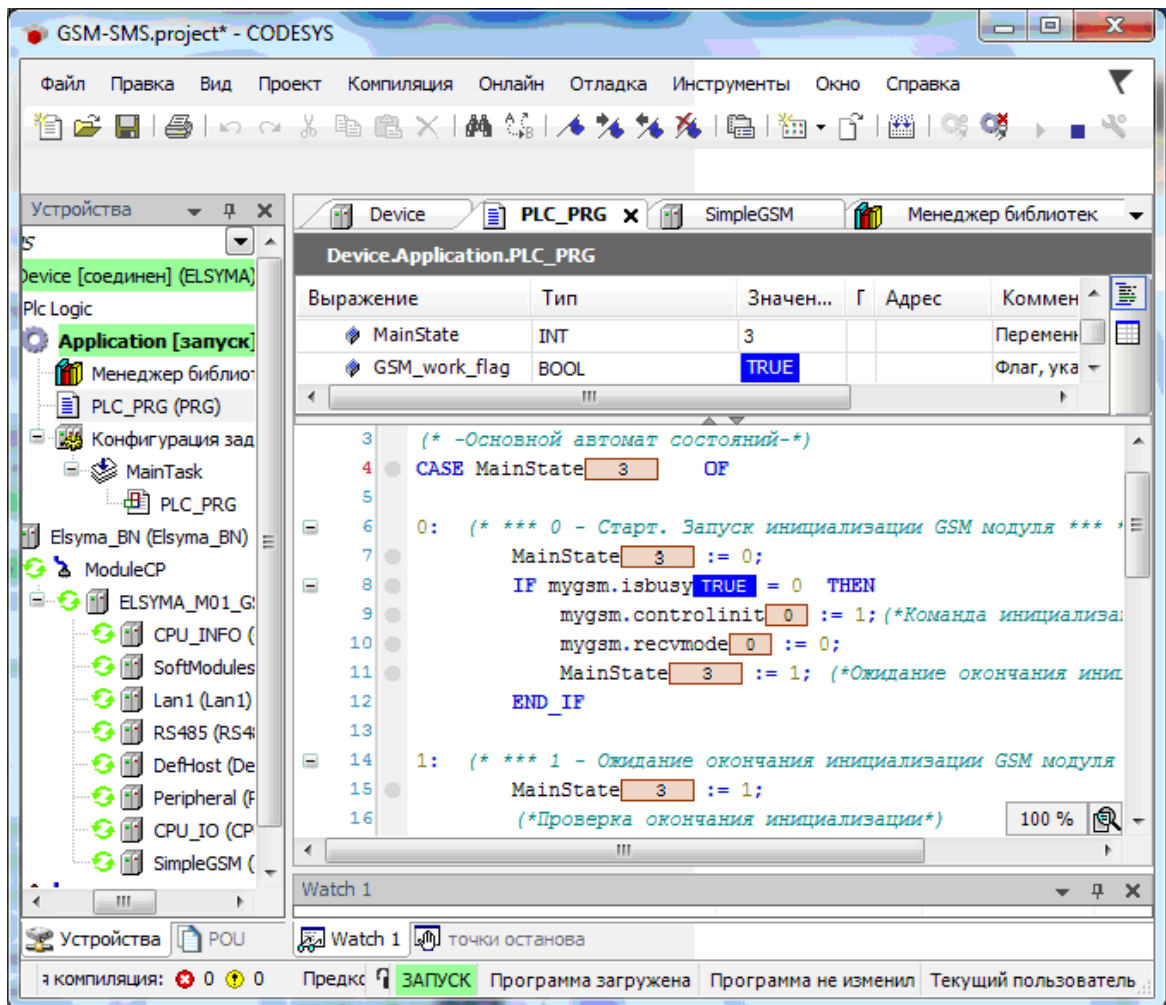 GSM-SMS.project* - CODESYS
Файл Правка Вид Проект Компиляция Онлайн Отладка Инструменты Окно Справка
Устройства
Device PLC_PRG SimpleGSM Менеджер библиотек
Device.Application.PLC_PRG
Выражение Тип Значен... Г Адрес Коммен
MainState INT 3 Переменн
GSM_work_flag BOOL TRUE Флаг, ука
Device [соединен] (ELSYMA)
Plc Logic
Application [запуск]
Менеджер библиот
PLC_PRG (PRG)
Конфигурация зад
MainTask
PLC_PRG
Elsyma_BN (Elsyma_BN)
ModuleCP
ELSYMA_M01_G
CPU_INFO (
SoftModules
Lan1 (Lan1)
RS485 (RS4
DefHost (De
Peripheral (P
CPU_IO (CP
SimpleGSM (
Устройства POU
3 (* -Основной автомат состояний-*)
4 CASE MainState 3 OF
5
6 0: (* *** 0 - Старт. Запуск инициализации GSM модуля *** *
7 MainState 3 := 0;
8 IF mygsm.isbusy TRUE = 0 THEN
9 mygsm.controlinit 0 := 1; (*Команда инициализа
10 mygsm.recvmode 0 := 0;
11 MainState 3 := 1; (*Ожидание окончания иниц
12 END_IF
13
14 1: (* *** 1 - Ожидание окончания инициализации GSM модуля
15 MainState 3 := 1;
16 (*Проверка окончания инициализации*)
100 %
Watch 1
Watch 1 точки останова
я компиляция: 0 0 Предко ЗАПУСК Программа загружена Программа не изменил Текущий пользователь